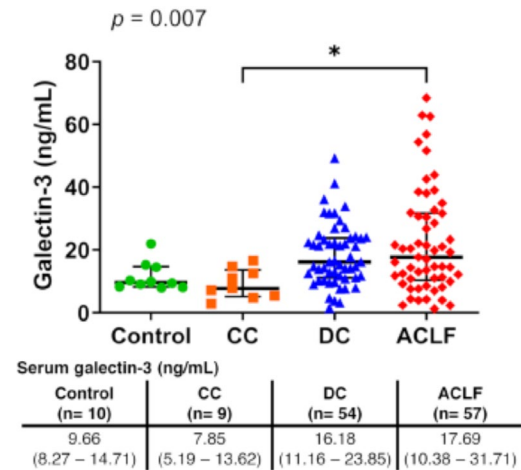 p = 0.007
*
Galectin-3 (ng/mL)
80
60
40
20
0
Control CC DC ACLF
Serum galectin-3 (ng/mL)
Control CC DC ACLF
(n= 10) (n= 9) (n= 54) (n= 57)
9.66 7.85 16.18 17.69
(8.27 – 14.71) (5.19 – 13.62) (11.16 – 23.85) (10.38 – 31.71)